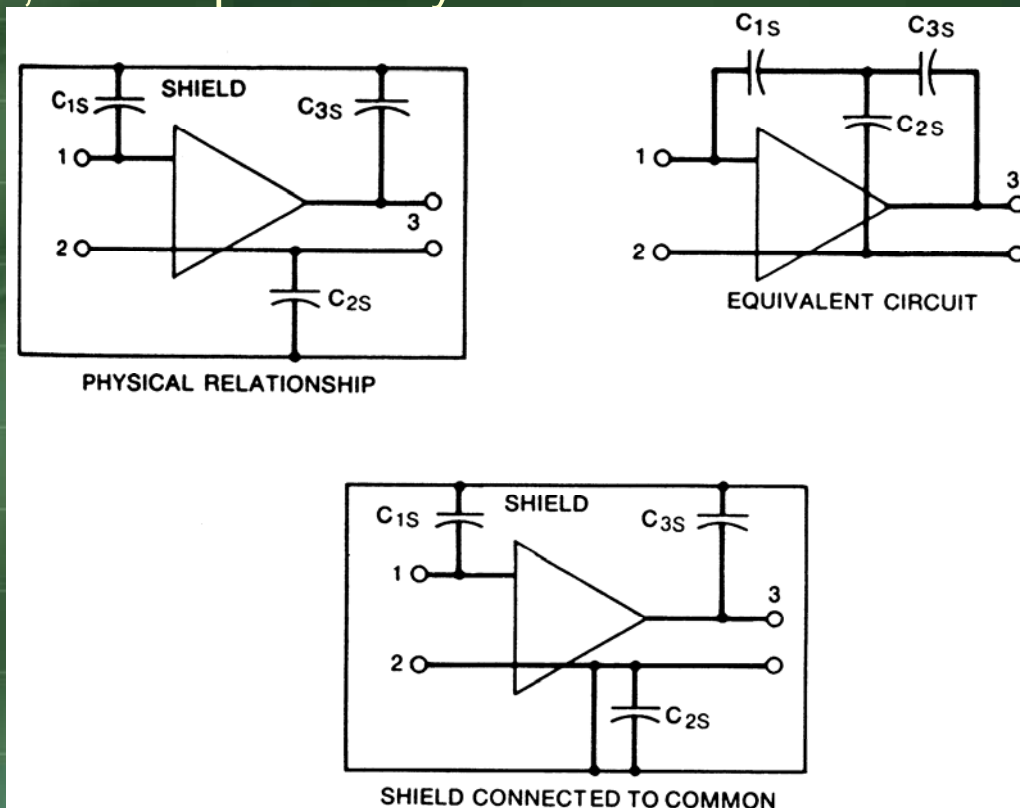 C1S
SHIELD
C3S
1
2
3
C2S
PHYSICAL RELATIONSHIP
C1S
C3S
C2S
1
2
3
EQUIVALENT CIRCUIT
C1S
SHIELD
C3S
1
2
3
C2S
SHIELD CONNECTED TO COMMON